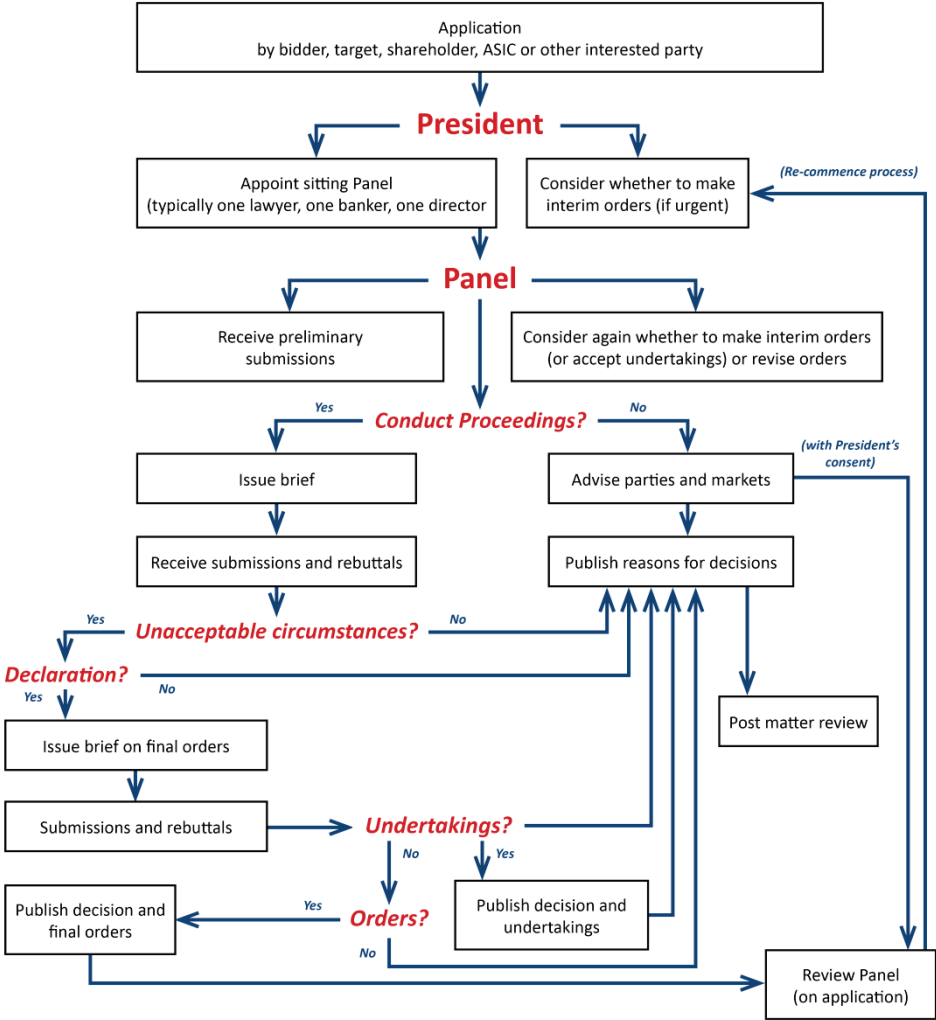 Application
by bidder, target, shareholder, ASIC or other interested party
President
Appoint sitting Panel
(typically one lawyer, one banker, one director
Consider whether to make
interim orders (if urgent)
(Re-commence process)
Panel
Receive preliminary
submissions
Consider again whether to make interim orders
(or accept undertakings) or revise orders
Yes
Conduct Proceedings?
No
(with President's
consent)
Issue brief
Advise parties and markets
Receive submissions and rebuttals
Publish reasons for decisions
Yes
Unacceptable circumstances?
No
Declaration?
Yes
No
Issue brief on final orders
Post matter review
Submissions and rebuttals
Undertakings?
No
Yes
Publish decision and
final orders
Yes
Orders?
No
Publish decision and
undertakings
Review Panel
(on application)